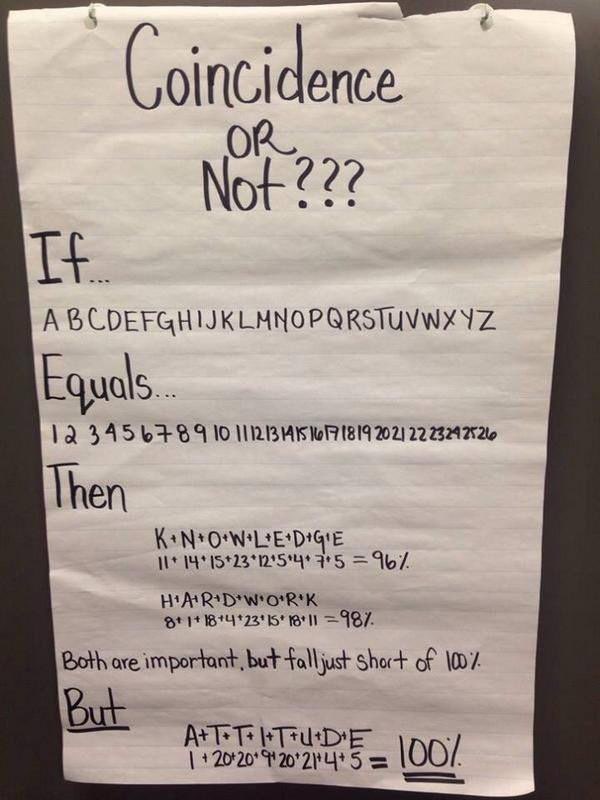 Coincidence
OR
Not???
If...
A B C D E F G H I J K L M N O P Q R S T U V W X Y Z
Equals...
1 2 3 4 5 6 7 8 9 10 11 12 13 14 15 16 17 18 19 20 21 22 23 24 25 26
Then
K+N+O+W+L+E+D+G+E
11+14+15+23+12+5+4+7+5=96%
H+A+R+D+W+O+R+K
8+1+18+4+23+15+18+11=98%
Both are important, but fall just short of 100%
But
A+T+T+I+T+U+D+E
1+20+20+9+20+21+4+5=100%